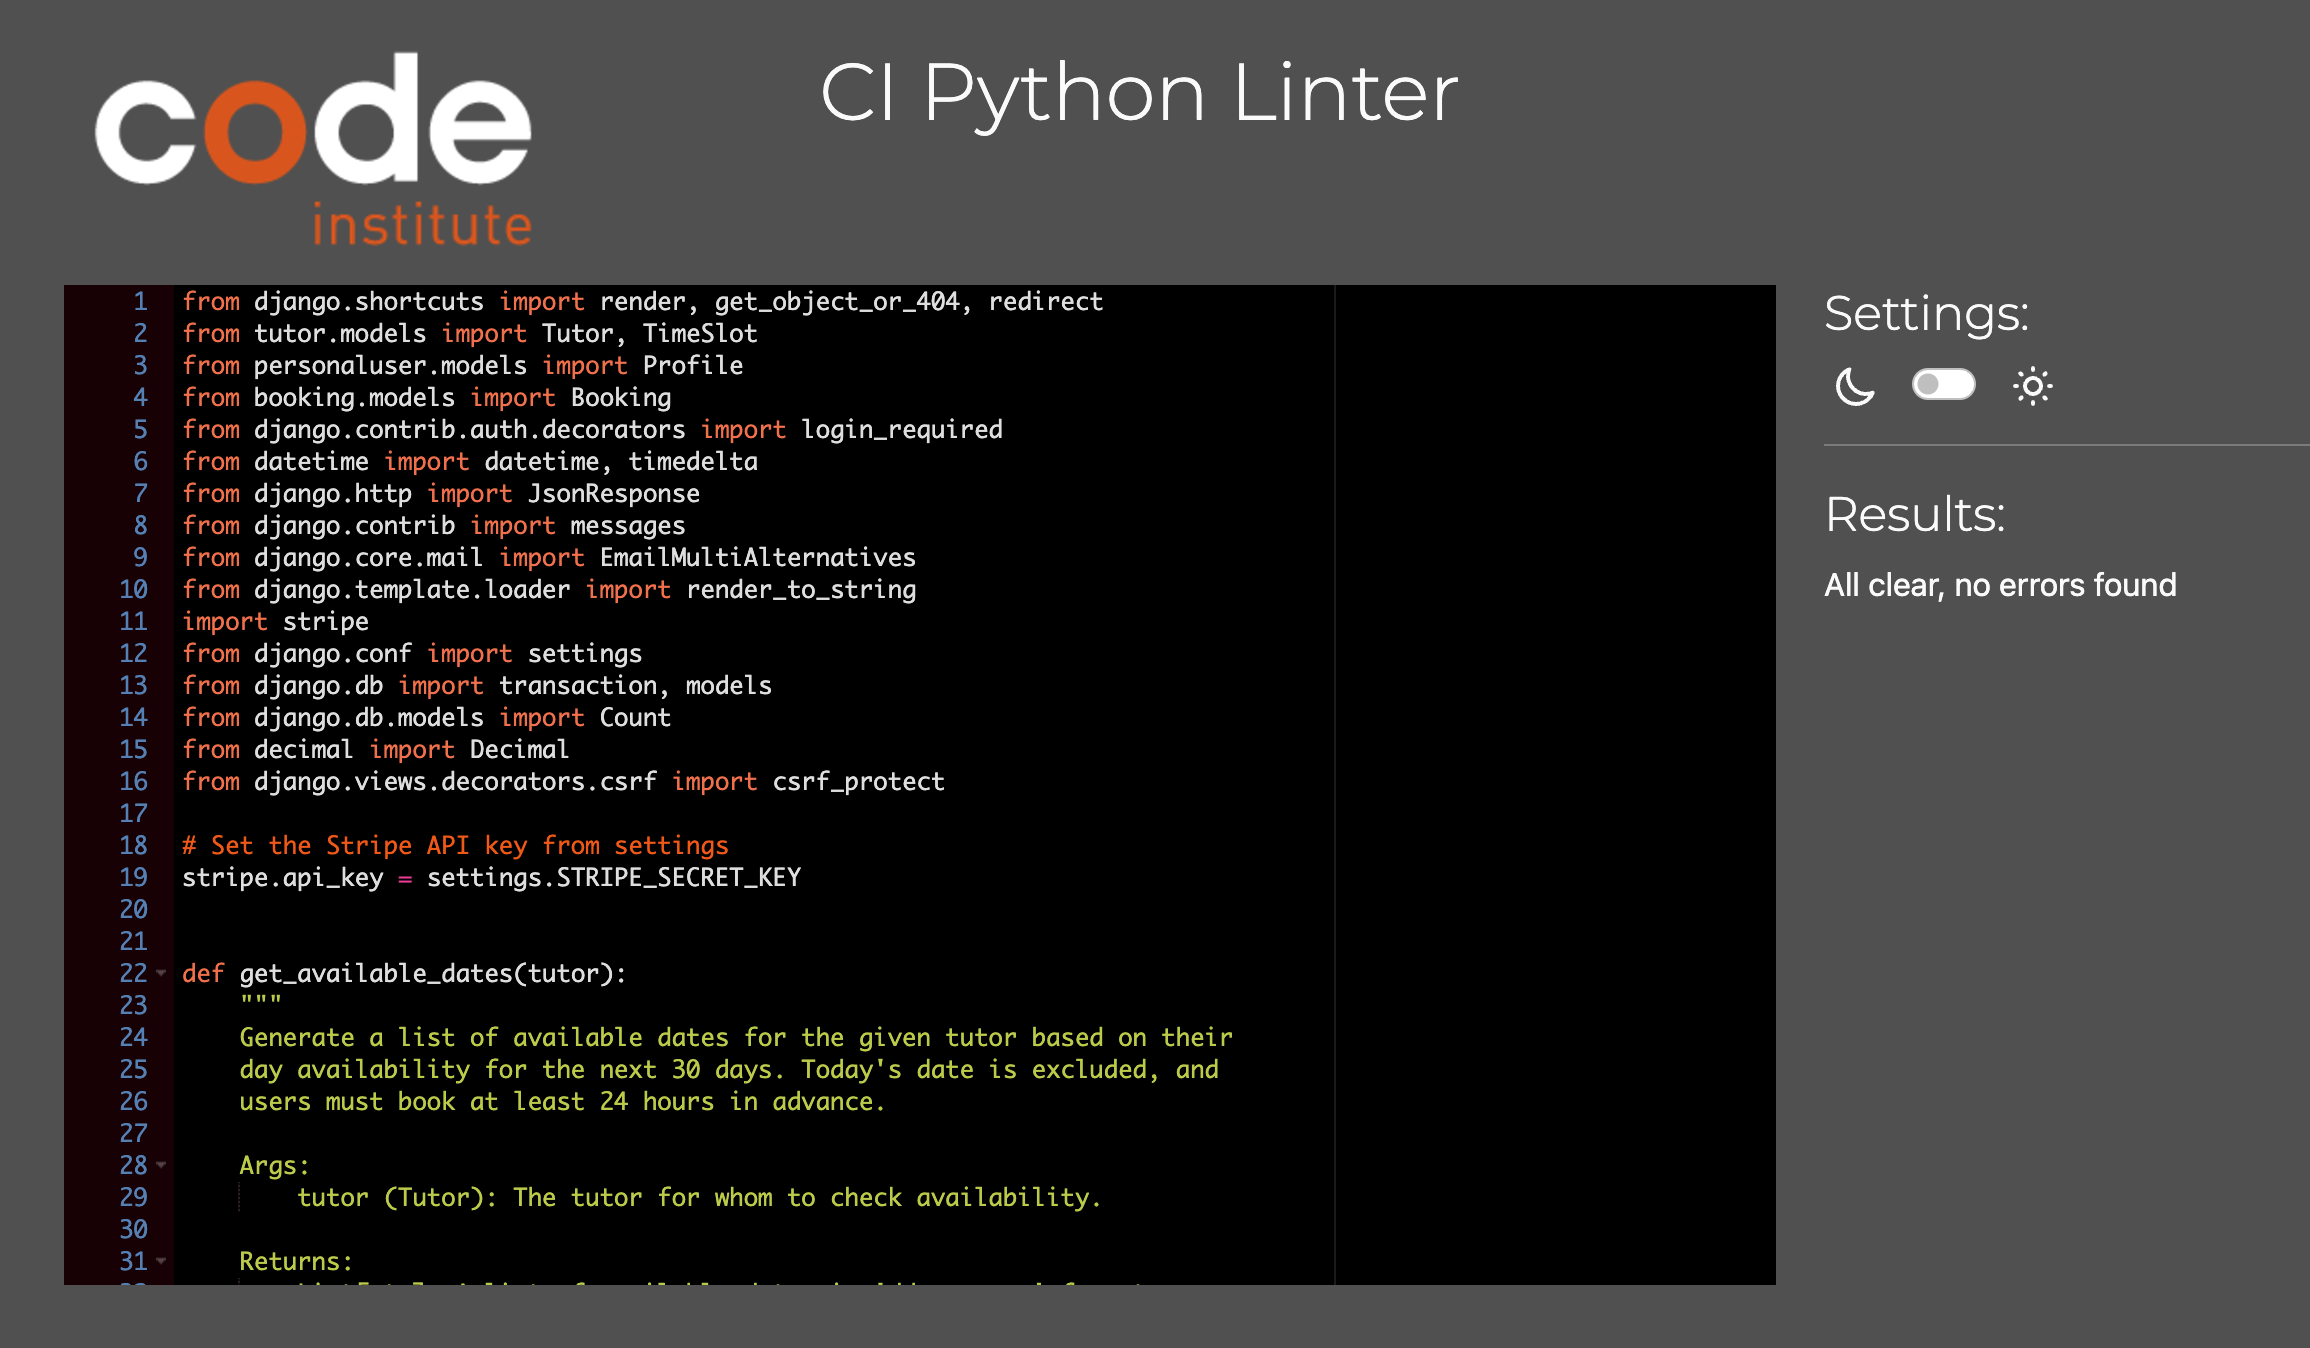 code
institute
CI Python Linter
1 from django.shortcuts import render, get_object_or_404, redirect
2 from tutor.models import Tutor, TimeSlot
3 from personaluser.models import Profile
4 from booking.models import Booking
5 from django.contrib.auth.decorators import login_required
6 from datetime import datetime, timedelta
7 from django.http import JsonResponse
8 from django.contrib import messages
9 from django.core.mail import EmailMultiAlternatives
10 from django.template.loader import render_to_string
11 import stripe
12 from django.conf import settings
13 from django.db import transaction, models
14 from django.db.models import Count
15 from decimal import Decimal
16 from django.views.decorators.csrf import csrf_protect
17
18 # Set the Stripe API key from settings
19 stripe.api_key = settings.STRIPE_SECRET_KEY
20
21
22 def get_available_dates(tutor):
23     """
24     Generate a list of available dates for the given tutor based on their
25     day availability for the next 30 days. Today's date is excluded, and
26     users must book at least 24 hours in advance.
27
28     Args:
29         tutor (Tutor): The tutor for whom to check availability.
30
31     Returns:
Settings:
Results:
All clear, no errors found